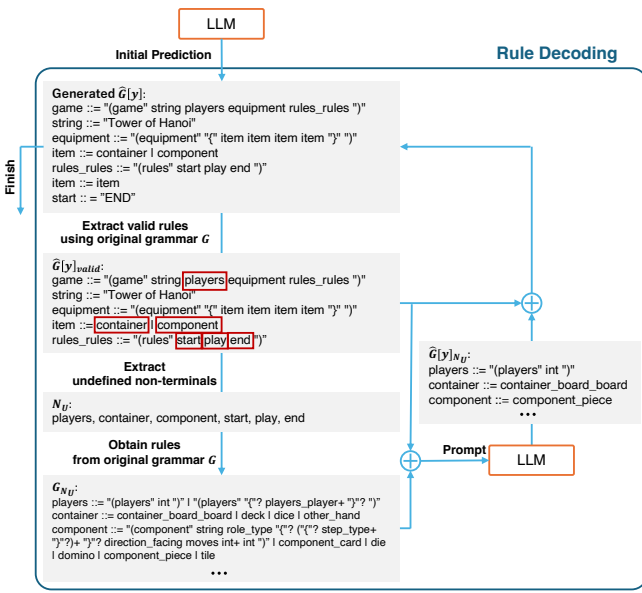 LLM
Initial Prediction
Rule Decoding
Generated Ĝ[y]:
game ::= "(game" string players equipment rules_rules ")"
string ::= "Tower of Hanoi"
equipment ::= "(equipment" "{" item item item item "}" ")"
item ::= container | component
rules_rules ::= "(rules" start play end ")”
item ::= item
start :: = ”END”
Finish
Extract valid rules
using original grammar G
Ĝ[y]valid:
game ::= "(game" string players equipment rules_rules ")"
string ::= "Tower of Hanoi"
equipment ::= "(equipment" "{" item item item item "}" ")"
item ::= container | component
rules_rules ::= "(rules" start play end ")”
Extract
undefined non-terminals
N_U:
players, container, component, start, play, end
Obtain rules
from original grammar G
G_N_U:
players ::= "(players" int ")” | "(players" "{"? players_player+ "}"? ")”
container ::= container_board_board | deck | dice | other_hand
component ::= "(component" string role_type "{"? ("{"? step_type+
"}"?)+ "}"? direction_facing moves int+ int ")” | component_card | die
| domino | component_piece | tile
...
Ĝ[y]N_U:
players ::= "(players" int ")"
container ::= container_board_board
component ::= component_piece
...
Prompt
LLM